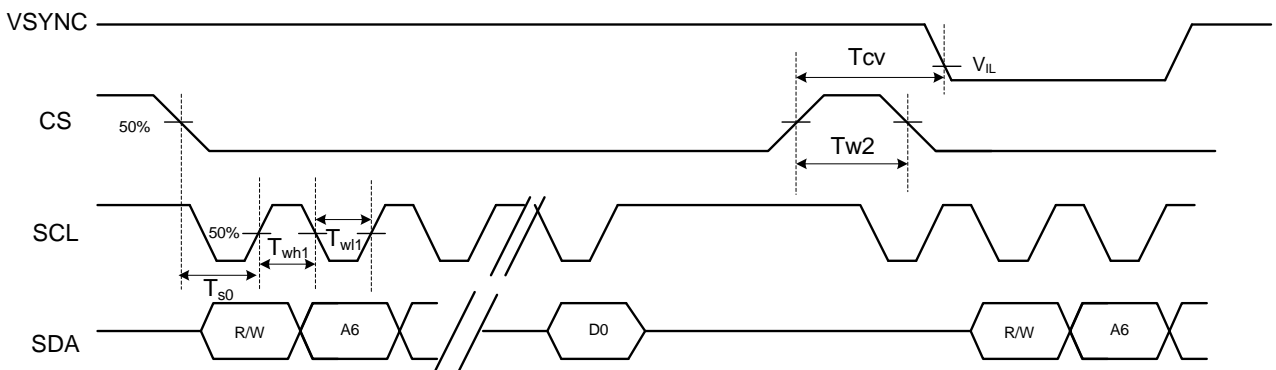 VSYNC
Tcv
VIL
CS
50%
Tw2
SCL
50%
Twh1
Twl1
Ts0
SDA
R/W
A6
D0
R/W
A6